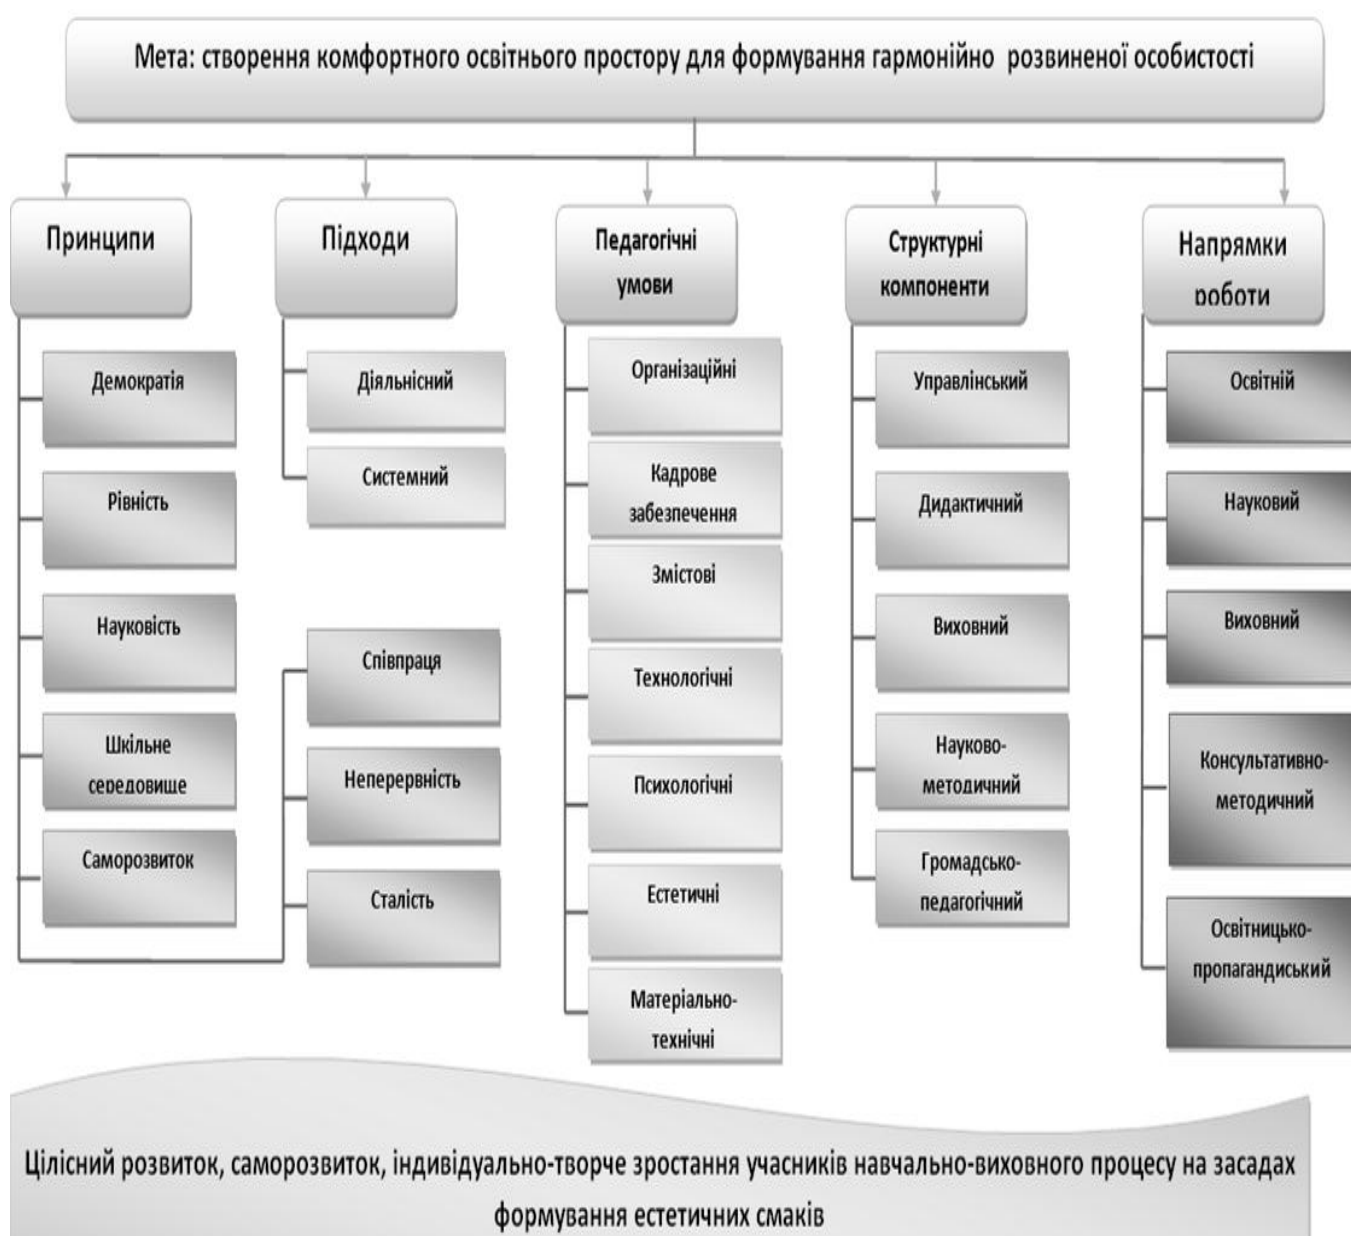 Мета: створення комфортного освітнього простору для формування гармонійно розвиненої особистості
Принципи
Підходи
Педагогічні
умови
Структурні
компоненти
Напрямки
роботи
Демократія
Рівність
Науковість
Шкільне
середовище
Саморозвиток
Діяльнісний
Системний
Співпраця
Неперервність
Сталість
Організаційні
Кадрове
забезпечення
Змістові
Технологічні
Психологічні
Естетичні
Матеріально-
технічні
Управлінський
Дидактичний
Виховний
Науково-
методичний
Громадсько-
педагогічний
Освітній
Науковий
Виховний
Консультативно-
методичний
Освітницько-
пропагандиський
Цілісний розвиток, саморозвиток, індивідуально-творче зростання учасників навчально-виховного процесу на засадах
формування естетичних смаків